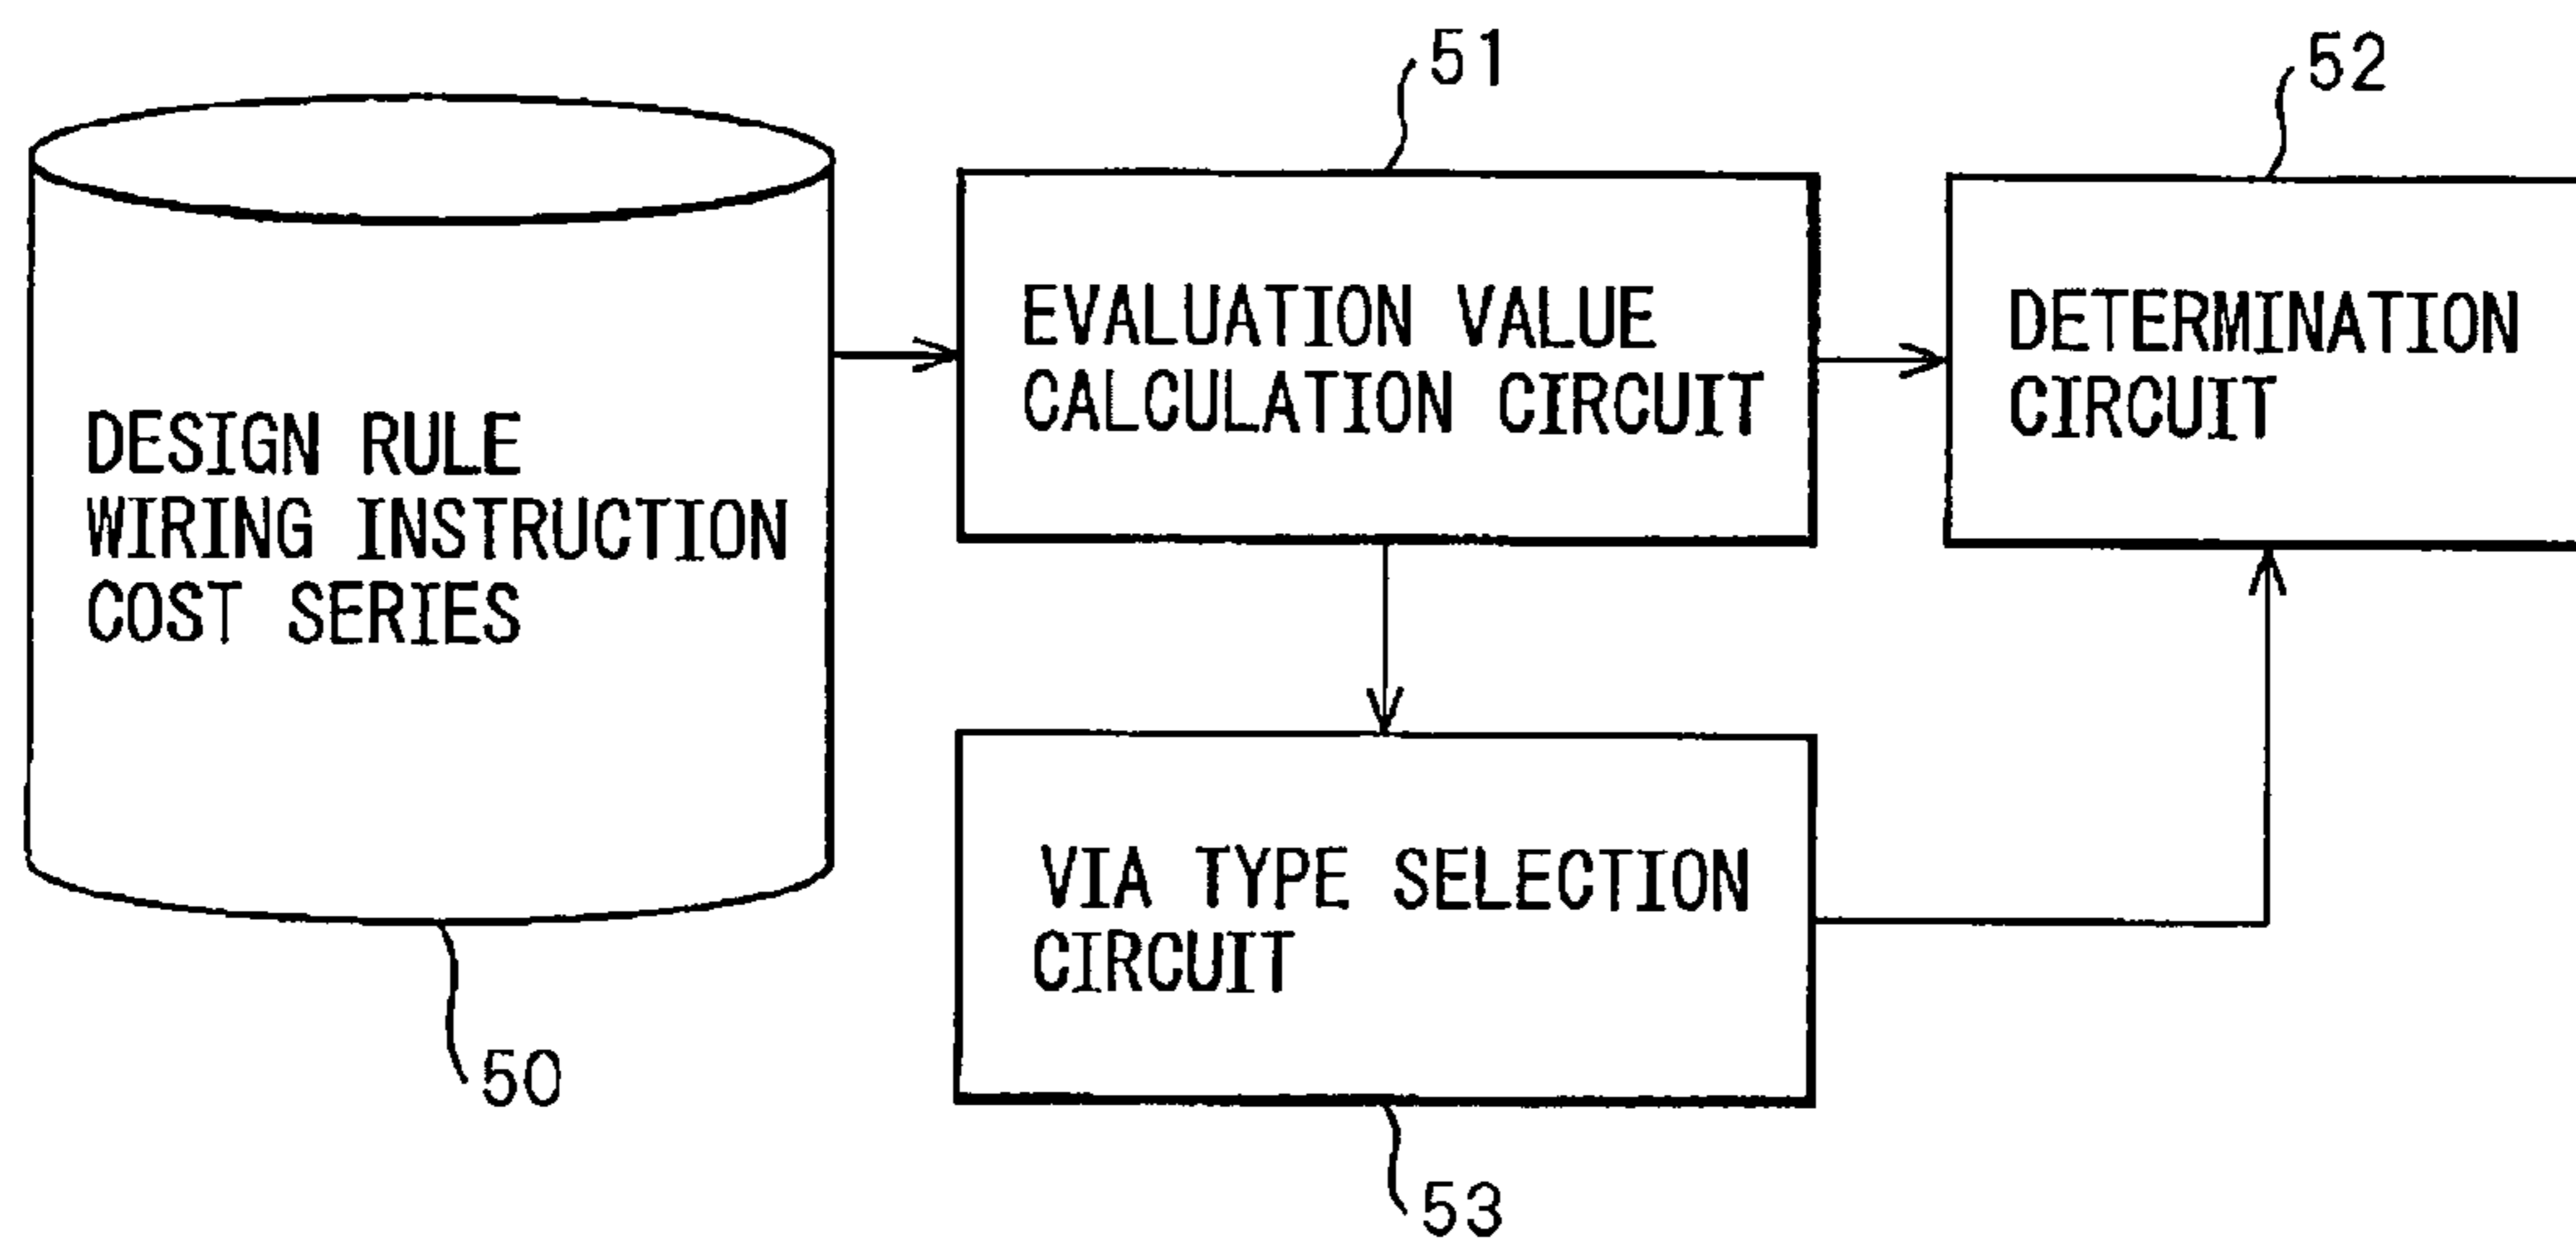 51
52
DESIGN RULE
WIRING INSTRUCTION
COST SERIES
EVALUATION VALUE
CALCULATION CIRCUIT
DETERMINATION
CIRCUIT
VIA TYPE SELECTION
CIRCUIT
50
53